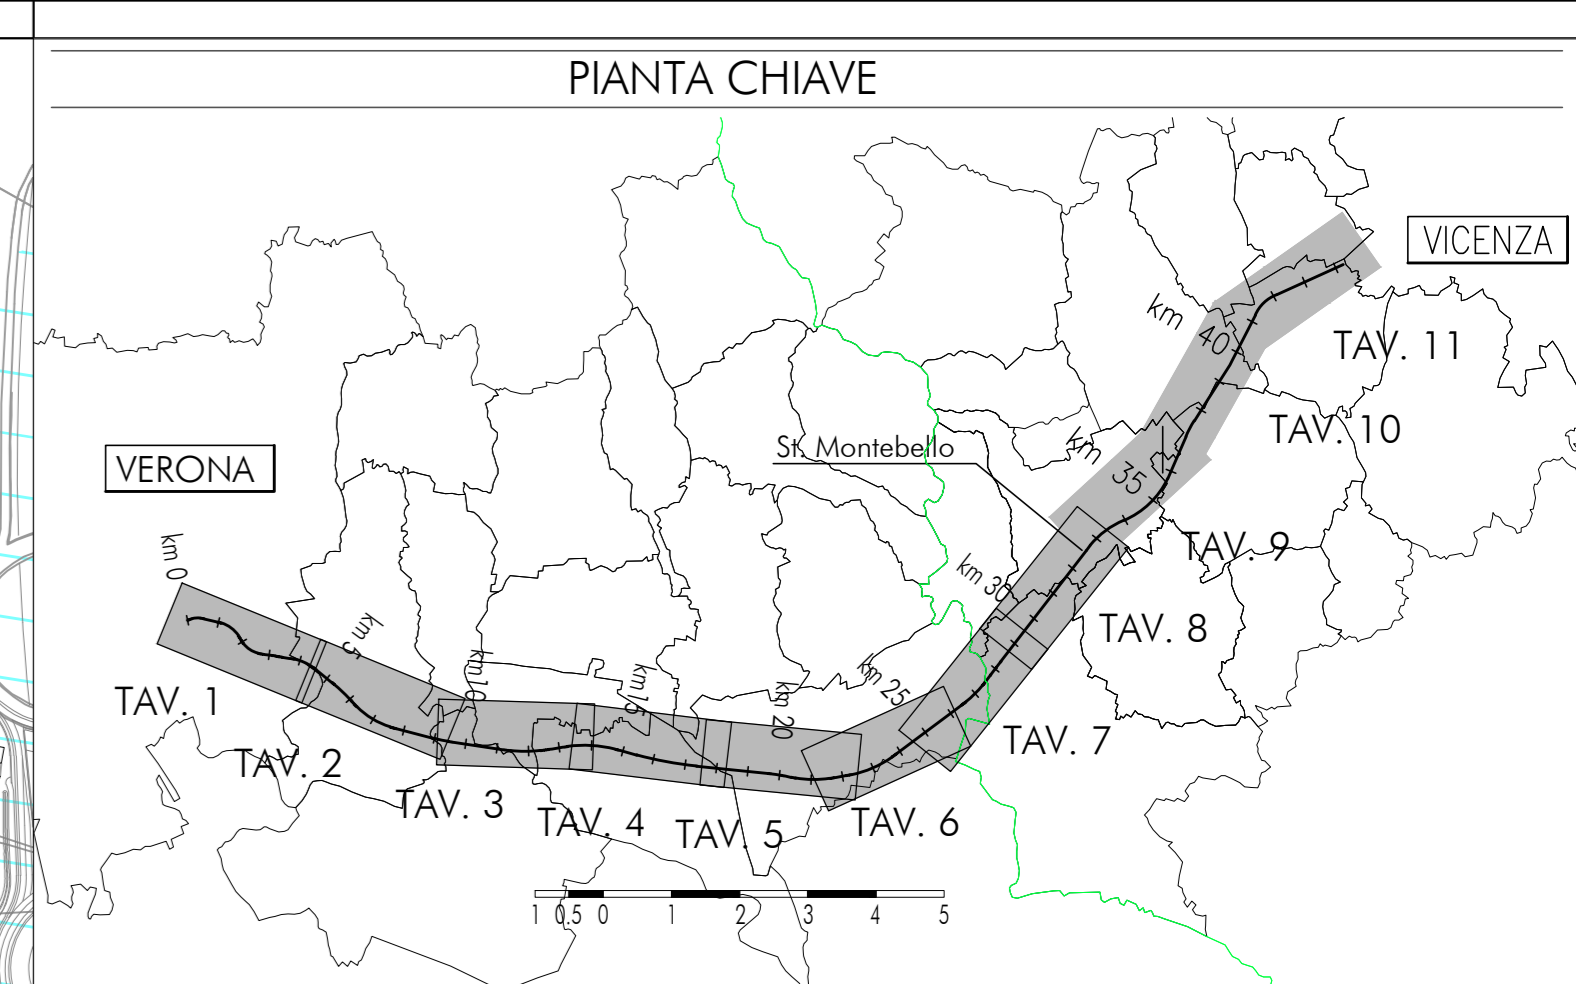 PIANTA CHIAVE
VICENZA
km
40
TAV. 11
TAV. 10
km
35
St. Montebello
VERONA
TAV. 9
km 0
km 30
TAV. 8
km 5
km 10
km 15
km 20
km 25
TAV. 1
TAV. 2
TAV. 3
TAV. 4
TAV. 5
TAV. 6
TAV. 7
1 0.5 0 1 2 3 4 5